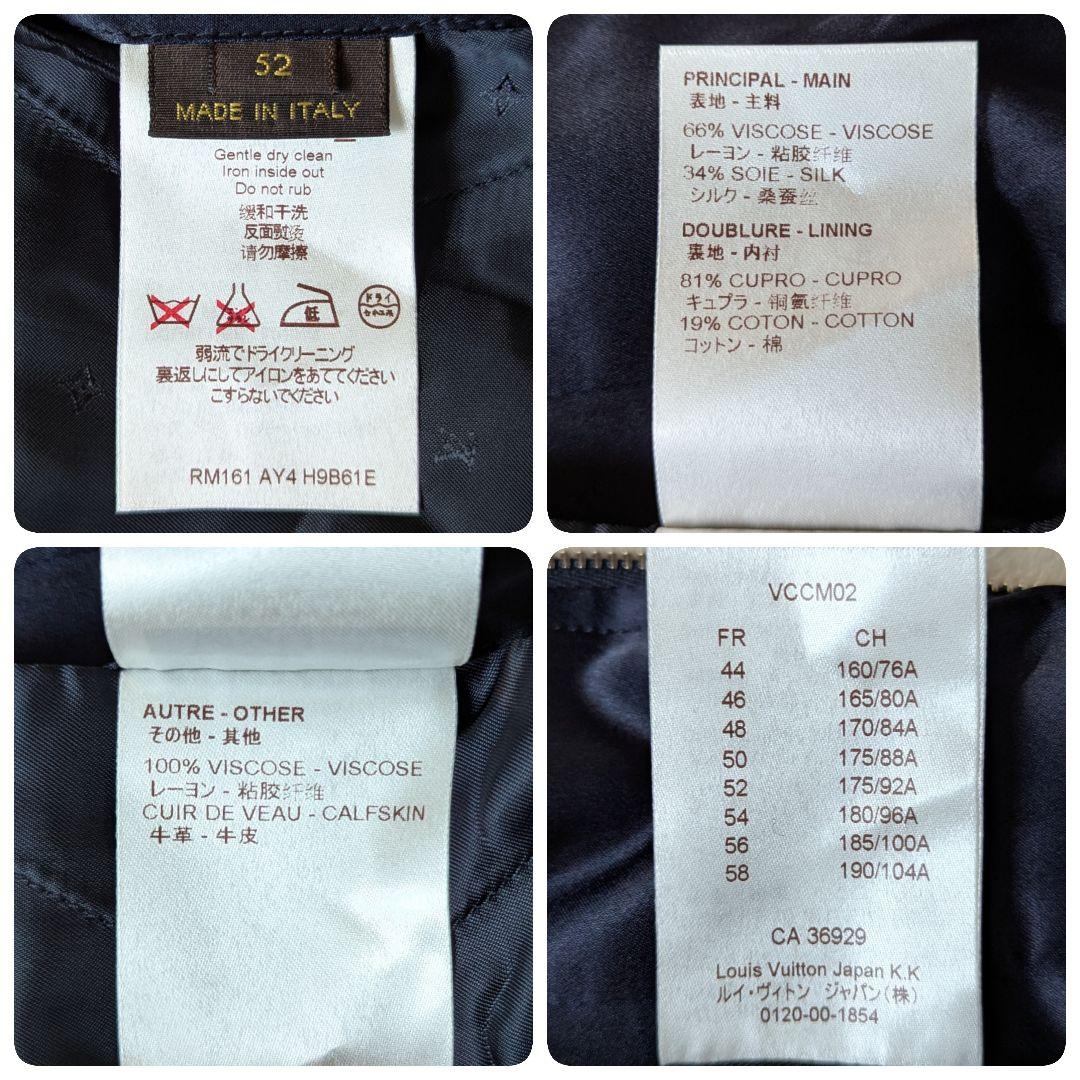 52
MADE IN ITALY
Gentle dry clean
Iron inside out
Do not rub
缓和干洗
反面熨烫
请勿摩擦
低
ドライ
セキユ系
弱流でドライクリーニング
裏返しにしてアイロンをあててください
こすらないでください
RM161 AY4 H9B61E
PRINCIPAL - MAIN
表地 - 主料
66% VISCOSE - VISCOSE
レーヨン - 粘胶纤维
34% SOIE - SILK
シルク - 桑蚕丝
DOUBLURE - LINING
裏地 - 内衬
81% CUPRO - CUPRO
キュプラ - 铜氨纤维
19% COTON - COTTON
コットン - 棉
AUTRE - OTHER
その他 - 其他
100% VISCOSE - VISCOSE
レーヨン - 粘胶纤维
CUIR DE VEAU - CALFSKIN
牛革 - 牛皮
VCCM02
FR CH
44 160/76A
46 165/80A
48 170/84A
50 175/88A
52 175/92A
54 180/96A
56 185/100A
58 190/104A
CA 36929
Louis Vuitton Japan K.K
ルイ・ヴィトン ジャパン(株)
0120-00-1854